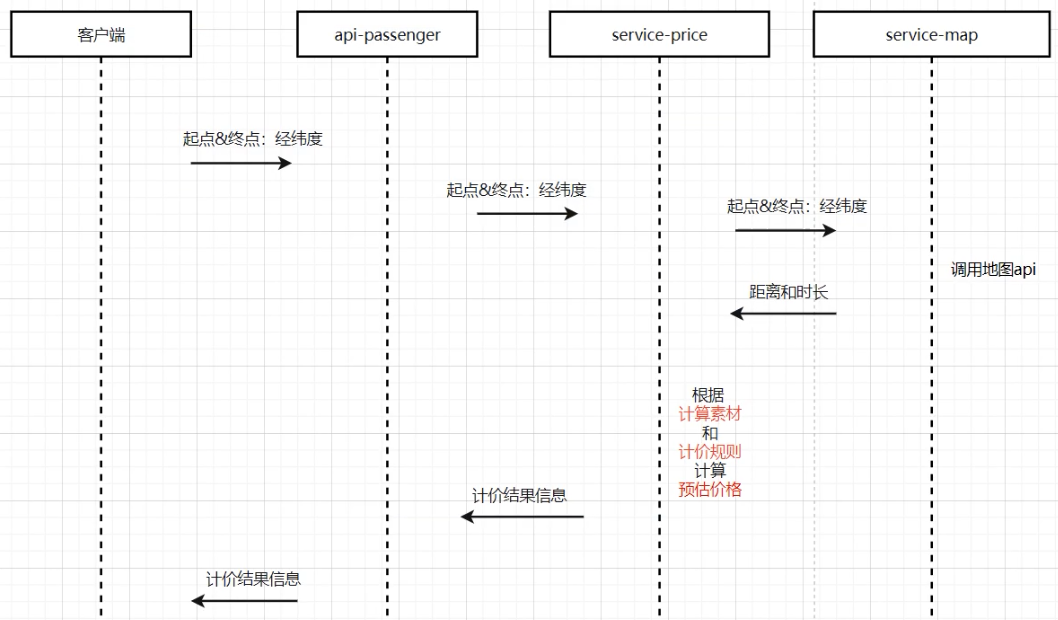 客户端
api-passenger
service-price
service-map
起点&终点：经纬度
起点&终点：经纬度
起点&终点：经纬度
调用地图api
距离和时长
根据
计算素材
和
计价规则
计算
预估价格
计价结果信息
计价结果信息